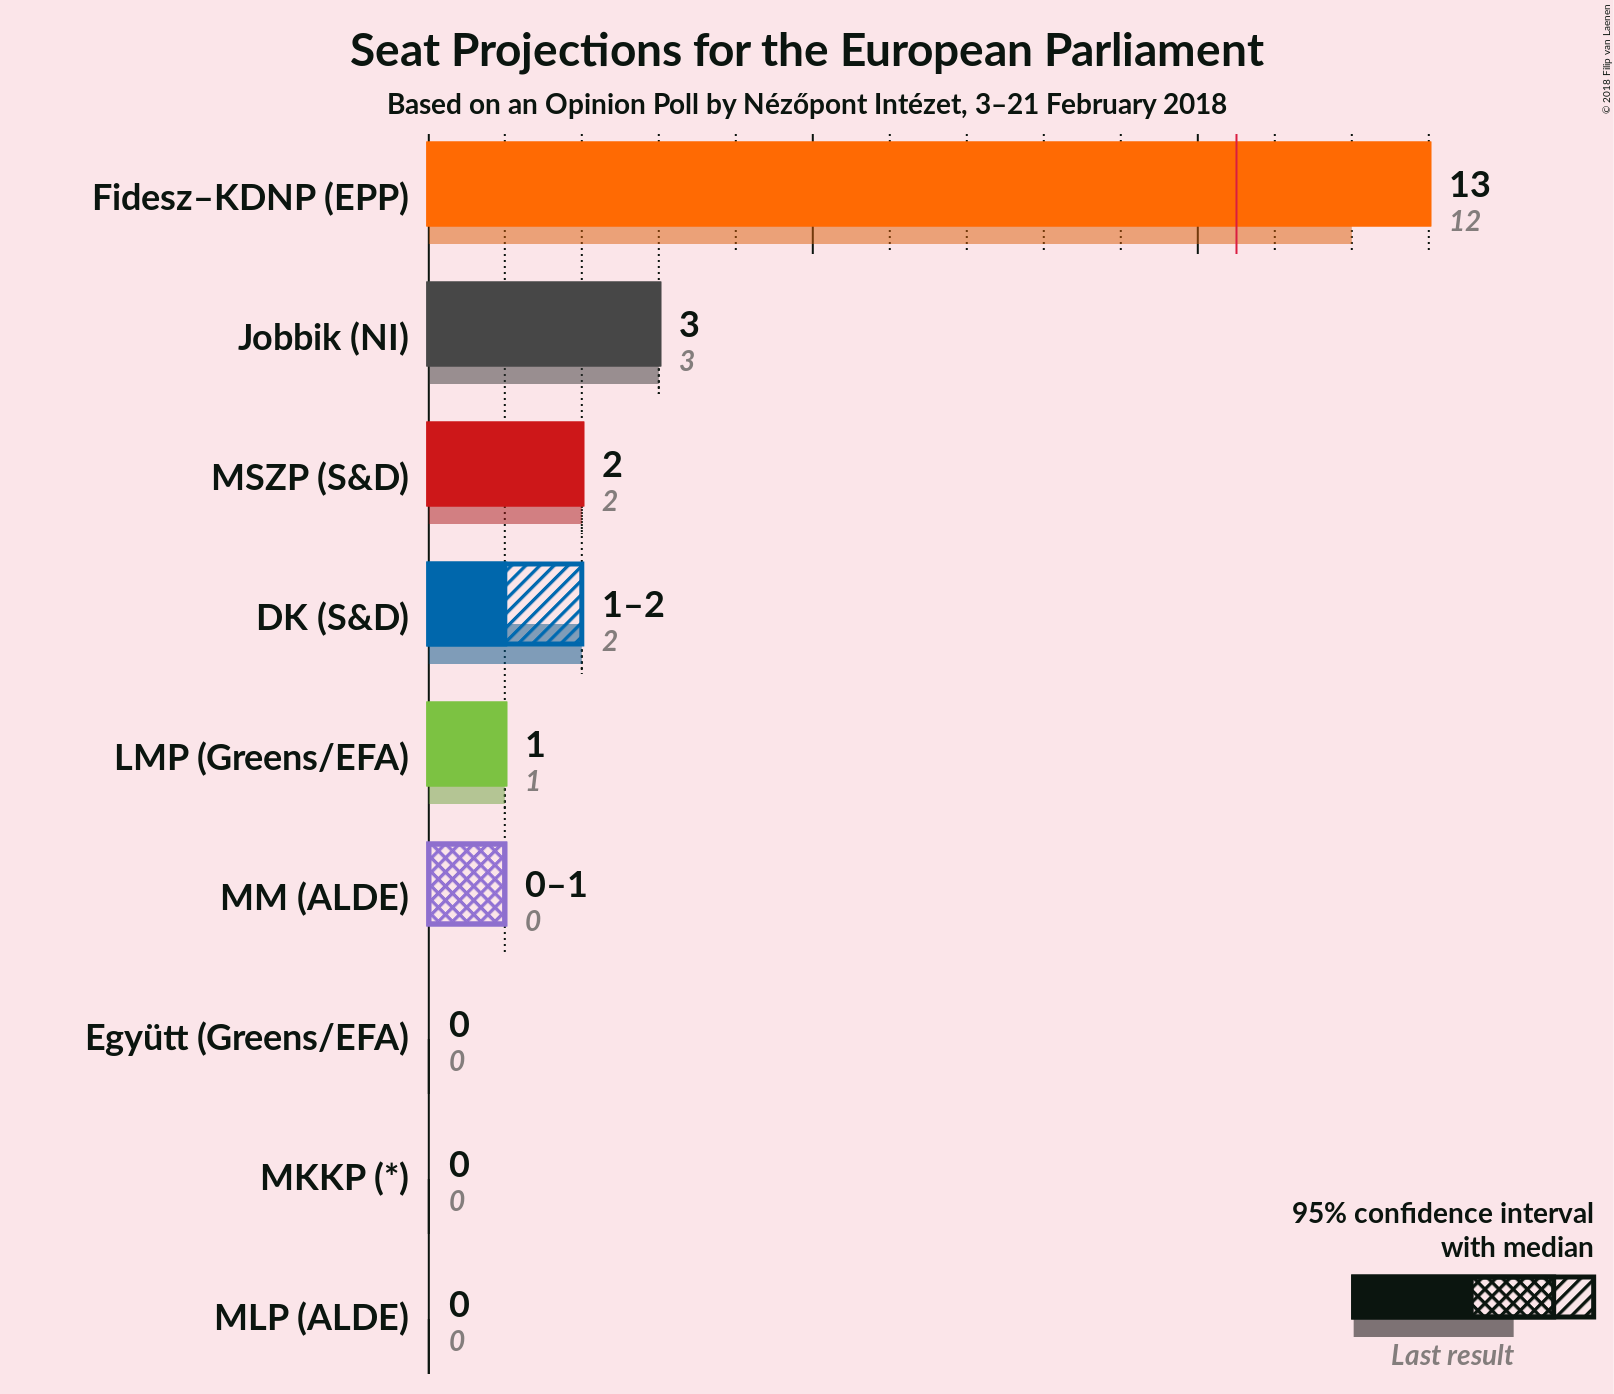 Seat Projections for the European Parliament
Based on an Opinion Poll by Nézőpont Intézet, 3–21 February 2018
© 2018 Filip van Laenen
Fidesz–KDNP (EPP)
13
12
Jobbik (NI)
3
3
MSZP (S&D)
2
2
DK (S&D)
1–2
2
LMP (Greens/EFA)
1
1
MM (ALDE)
0–1
0
Együtt (Greens/EFA)
0
0
MKKP (*)
0
0
MLP (ALDE)
0
0
95% confidence interval
with median
Last result